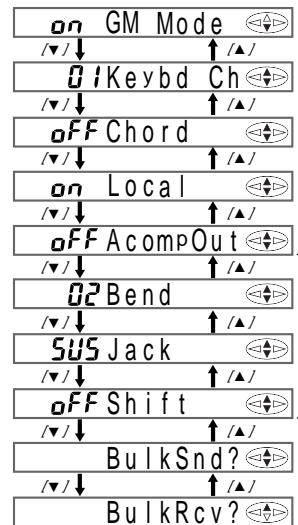 on GM Mode
[▼] [▲]
01 Keybd Ch
[▼] [▲]
oFF Chord
[▼] [▲]
on Local
[▼] [▲]
oFF AcompOut
[▼] [▲]
02 Bend
[▼] [▲]
SUS Jack
[▼] [▲]
oFF Shift
[▼] [▲]
BulkSnd?
[▼] [▲]
BulkRcv?